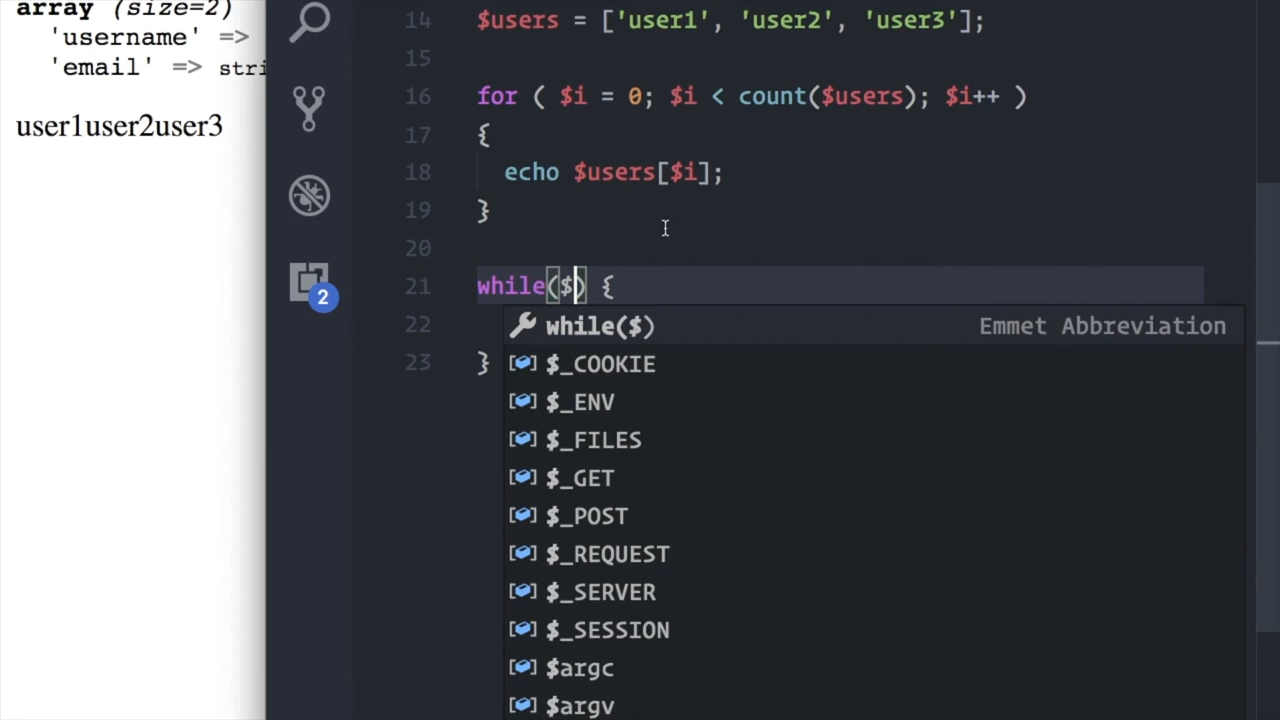 array (size=2)
'username' =>
'email' => stri
user1user2user3
2
14 $users = ['user1', 'user2', 'user3'];
15
16 for ( $i = 0; $i < count($users); $i++ )
17 {
18 echo $users[$i];
19 }
20
21 while($) {
22
23 }
while($) Emmet Abbreviation
$_COOKIE
$_ENV
$_FILES
$_GET
$_POST
$_REQUEST
$_SERVER
$_SESSION
$argc
$argv